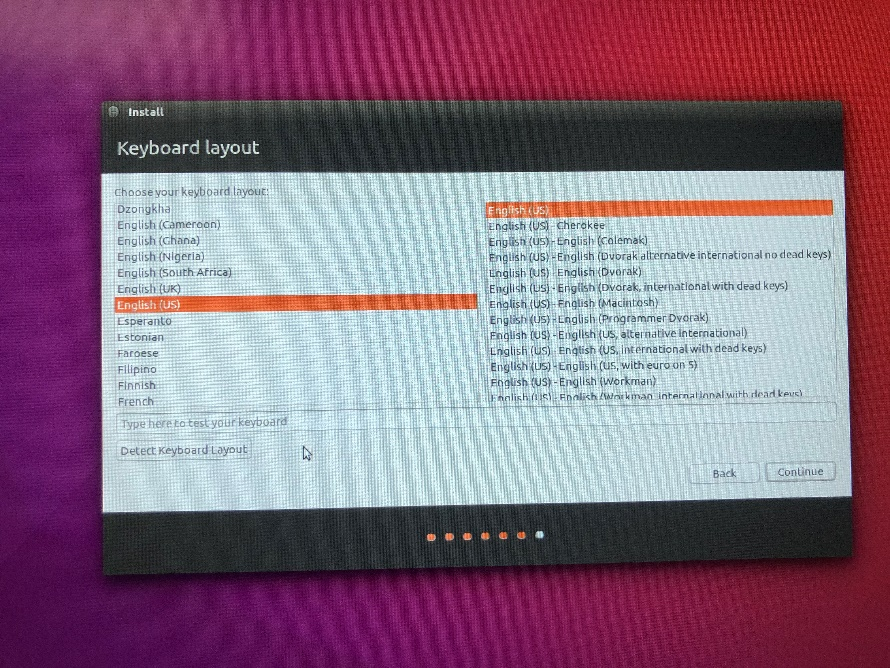 Install
Keyboard layout
Choose your keyboard layout:
Dzongkha
English (Cameroon)
English (Ghana)
English (Nigeria)
English (South Africa)
English (UK)
English (US)
Esperanto
Estonian
Faroese
Filipino
Finnish
French
English (US)
English (US) - Cherokee
English (US) - English (Colemak)
English (US) - English (Dvorak alternative international no dead keys)
English (US) - English (Dvorak)
English (US) - English (Dvorak, international with dead keys)
English (US) - English (Macintosh)
English (US) - English (Programmer Dvorak)
English (US) - English (US, alternative international)
English (US) - English (US, international with dead keys)
English (US) - English (US, with euro on 5)
English (US) - English (Workman)
English (US) - English (Workman, international with dead keys)
Type here to test your keyboard
Detect Keyboard Layout
Back
Continue